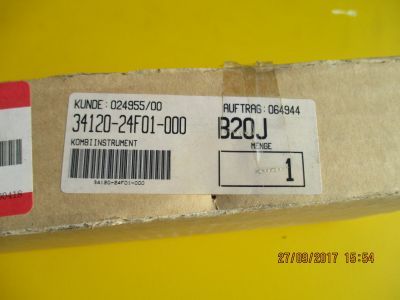 KUNDE: 024955/00
AUFTRAG: 064944
34120-24F01-000
B20J
KOMBIINSTRUMENT
MENGE
1
34120-24F01-000
27/09/2017 15:54